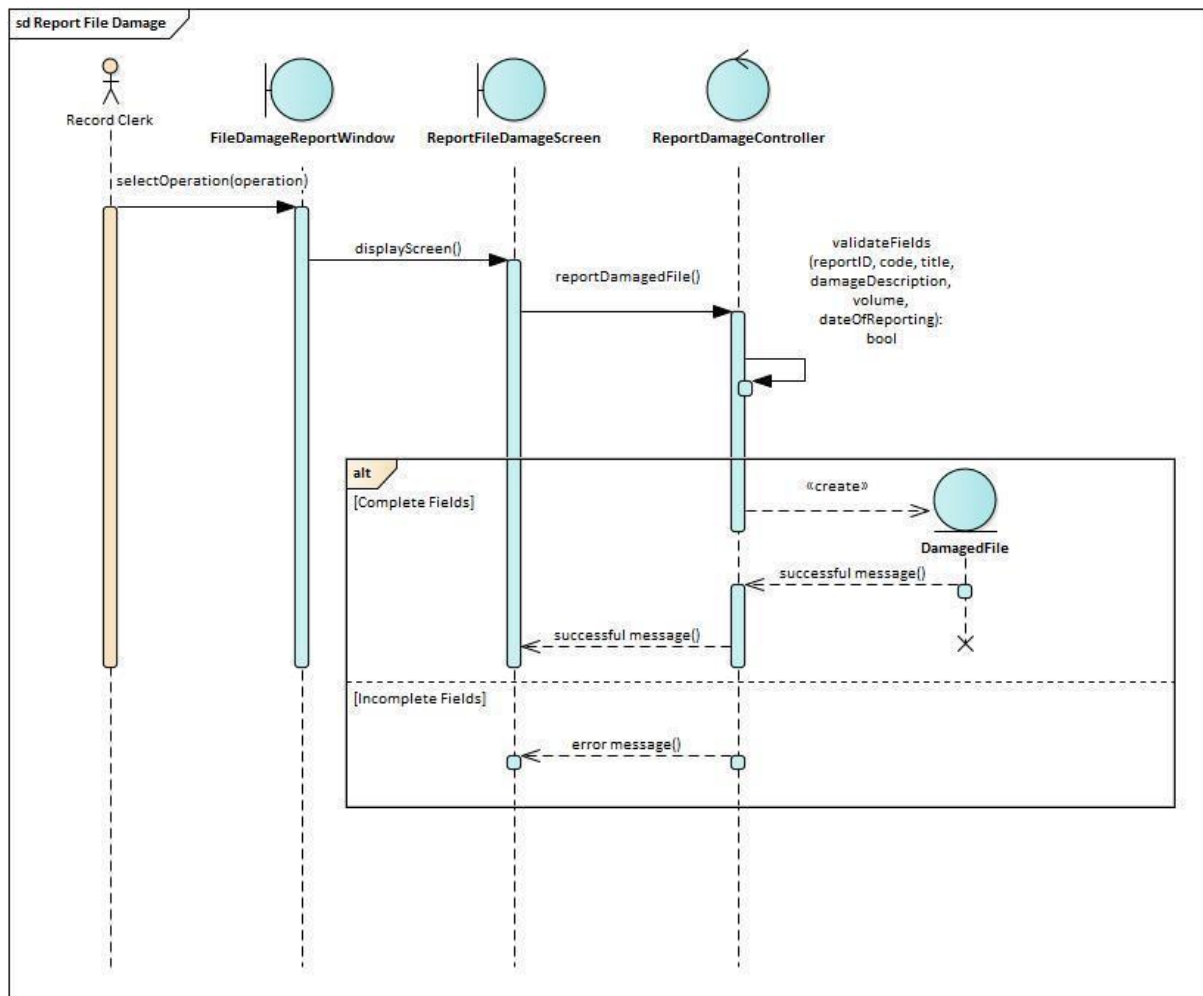 sd Report File Damage
Record Clerk
FileDamageReportWindow
ReportFileDamageScreen
ReportDamageController
selectOperation(operation)
displayScreen()
reportDamagedFile()
validateFields
(reportID, code, title,
damageDescription,
volume,
dateOfReporting):
bool
alt
[Complete Fields]
«create»
DamagedFile
successful message()
successful message()
[Incomplete Fields]
error message()